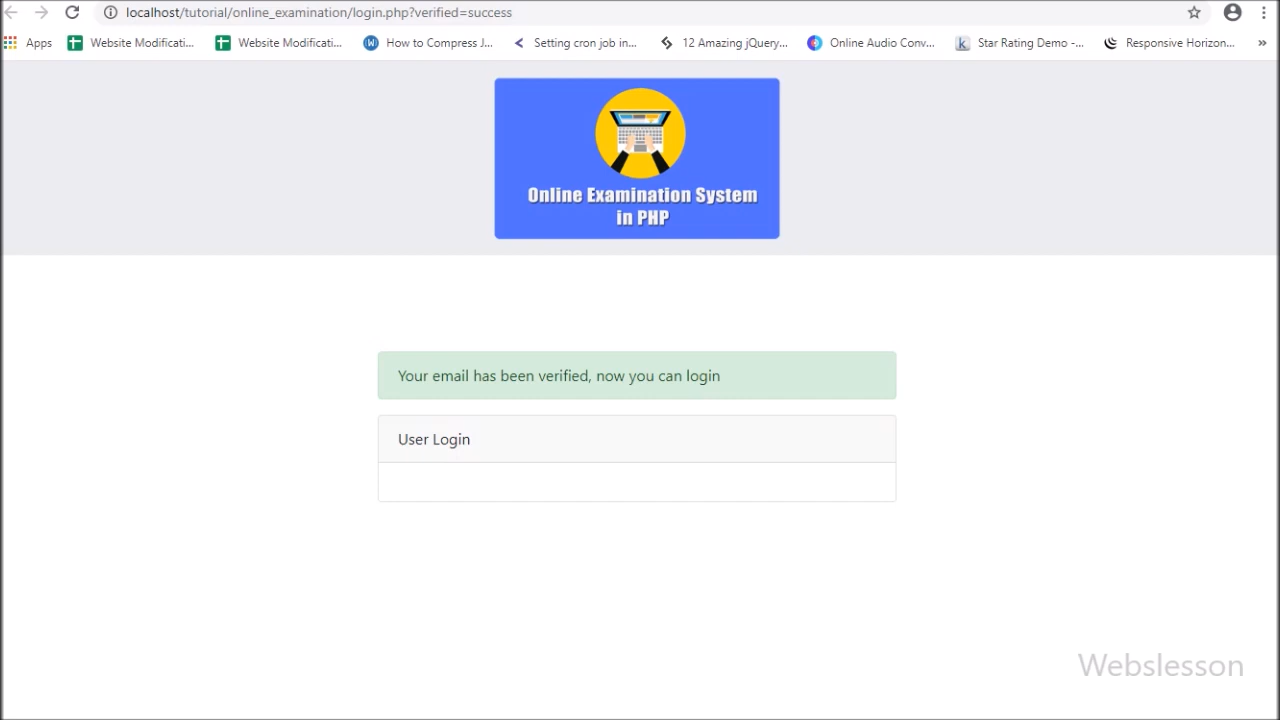 localhost/tutorial/online_examination/login.php?verified=success
Apps
Website Modificati...
Website Modificati...
How to Compress J...
Setting cron job in...
12 Amazing jQuery...
Online Audio Conv...
k
Star Rating Demo -...
Responsive Horizon...
»
Online Examination System
in PHP
Your email has been verified, now you can login
User Login
Webslesson